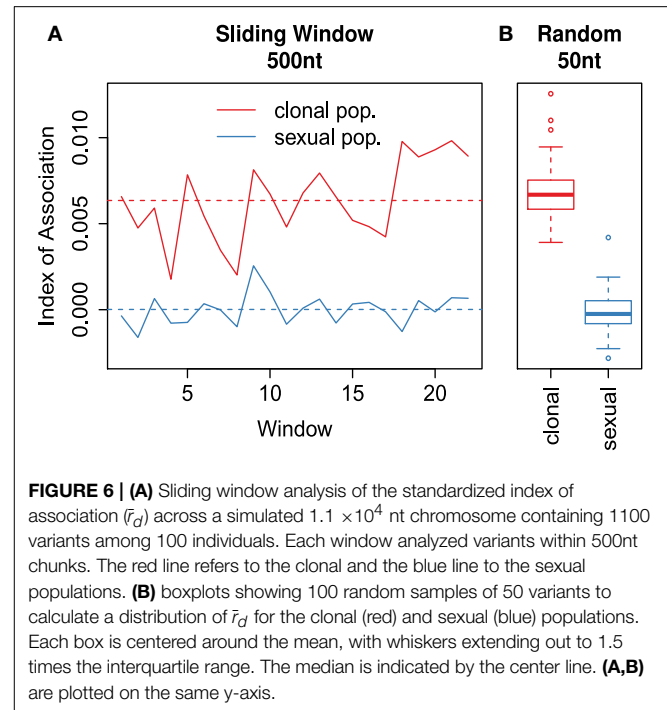 A
Sliding Window
500nt
B
Random
50nt
clonal pop.
sexual pop.
Index of Association
0.010
0.005
0.000
5
10
15
20
Window
clonal
sexual
FIGURE 6 | (A) Sliding window analysis of the standardized index of
association (r̄d) across a simulated 1.1 ×10⁴ nt chromosome containing 1100
variants among 100 individuals. Each window analyzed variants within 500nt
chunks. The red line refers to the clonal and the blue line to the sexual
populations. (B) boxplots showing 100 random samples of 50 variants to
calculate a distribution of r̄d for the clonal (red) and sexual (blue) populations.
Each box is centered around the mean, with whiskers extending out to 1.5
times the interquartile range. The median is indicated by the center line. (A,B)
are plotted on the same y-axis.